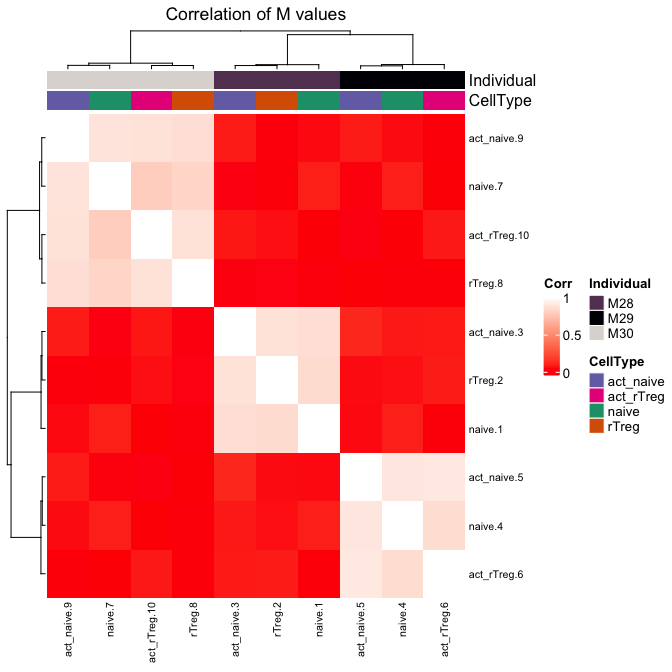 Correlation of M values
Individual
CellType
act_naive.9
naive.7
act_rTreg.10
rTreg.8
act_naive.3
rTreg.2
naive.1
act_naive.5
naive.4
act_rTreg.6
act_naive.9
naive.7
act_rTreg.10
rTreg.8
act_naive.3
rTreg.2
naive.1
act_naive.5
naive.4
act_rTreg.6
Corr
1
0.5
0
Individual
M28
M29
M30
CellType
act_naive
act_rTreg
naive
rTreg